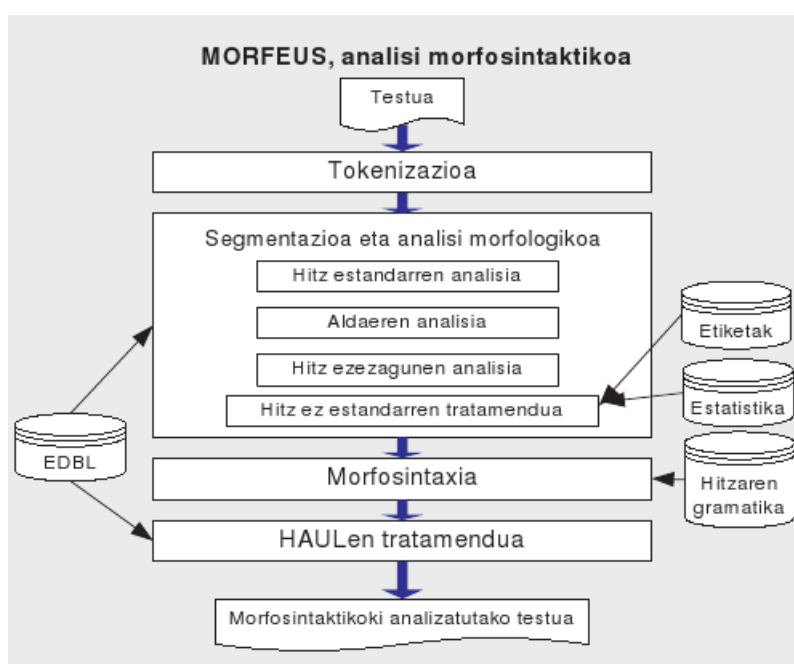 MORFEUS, analisi morfosintaktikoa
Testua
Tokenizazioa
Segmentazioa eta analisi morfologikoa
Hitz estandarren analisia
Aldaeren analisia
Hitz ezezagunen analisia
Hitz ez estandarren tratamendua
Etiketak
Estatistika
EDBL
Morfosintaxia
Hitzaren
gramatika
HAULen tratamendua
Morfosintaktikoki analizatutako testua